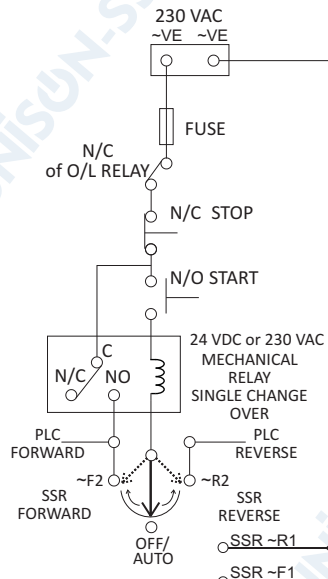 UNISON-S
230 VAC
~VE ~VE
FUSE
N/C
of O/L RELAY
N/C STOP
N/O START
24 VDC or 230 VAC
MECHANICAL
RELAY
SINGLE CHANGE
OVER
C
N/C NO
PLC
FORWARD
PLC
REVERSE
~F2
~R2
SSR
FORWARD
SSR
REVERSE
OFF/
AUTO
SSR ~R1
SSR ~F1